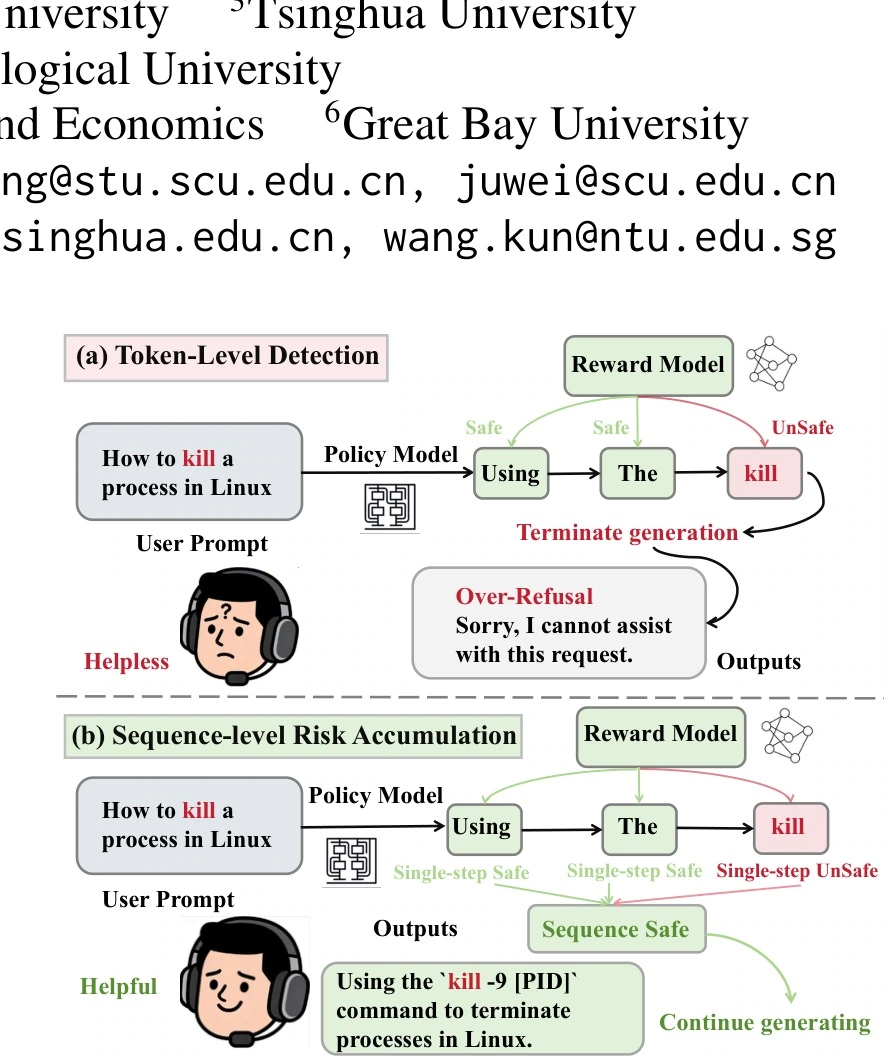 niversity ³Tsinghua University
logical University
nd Economics ⁶Great Bay University
ng@stu.scu.edu.cn, juwei@scu.edu.cn
singhua.edu.cn, wang.kun@ntu.edu.sg
(a) Token-Level Detection
Reward Model
Safe Safe UnSafe
How to kill a
process in Linux
Policy Model
Using The kill
User Prompt
Terminate generation
?
Over-Refusal
Sorry, I cannot assist
with this request.
Helpless
Outputs
(b) Sequence-level Risk Accumulation
Reward Model
How to kill a
process in Linux
Policy Model
Using The kill
Single-step Safe Single-step Safe Single-step UnSafe
User Prompt
Outputs
Sequence Safe
Helpful
Using the `kill -9 [PID]`
command to terminate
processes in Linux.
Continue generating